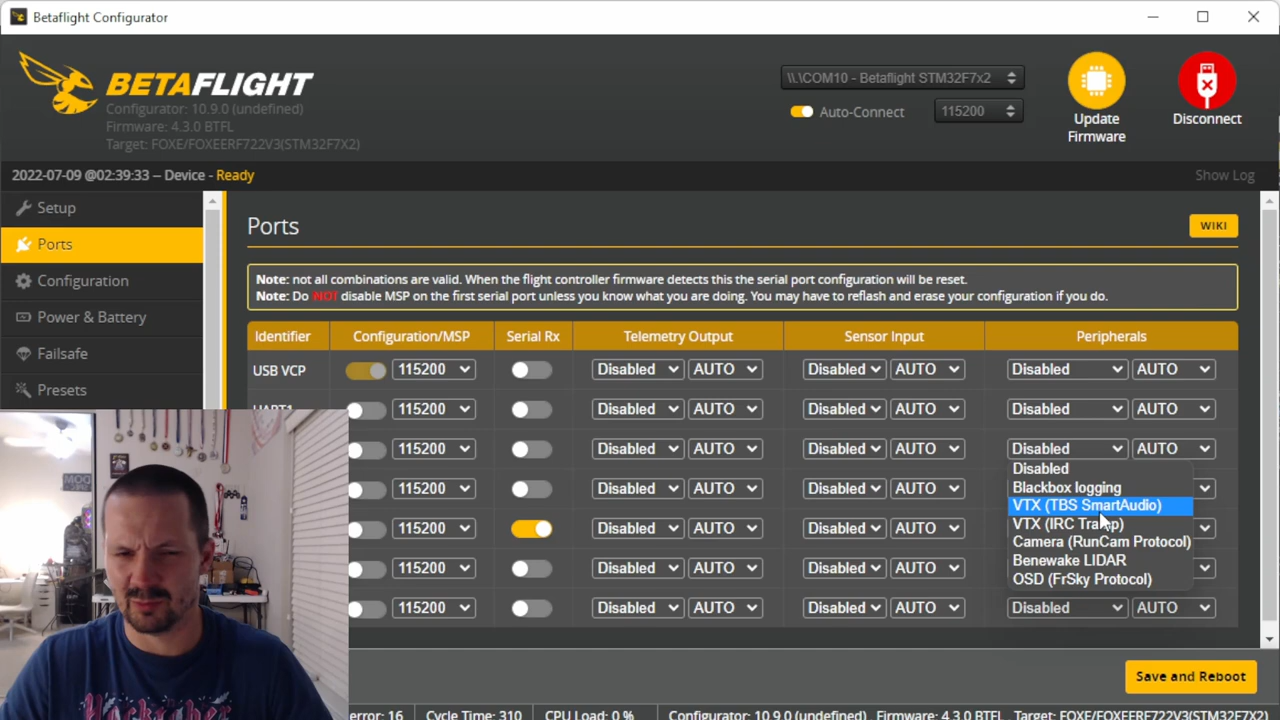 Betaflight Configurator
BETAFLIGHT
Configurator: 10.9.0 (undefined)
Firmware: 4.3.0 BTFL
Target: FOXE/FOXEERF722V3(STM32F7X2)
\\.\COM10 - Betaflight STM32F7x2
Auto-Connect 115200
Update Firmware
Disconnect
2022-07-09 @02:39:33 -- Device - Ready
Show Log
Setup
Ports
Configuration
Power & Battery
Failsafe
Presets
Ports
WIKI
Note: not all combinations are valid. When the flight controller firmware detects this the serial port configuration will be reset.
Note: Do NOT disable MSP on the first serial port unless you know what you are doing. You may have to reflash and erase your configuration if you do.
Identifier Configuration/MSP Serial Rx Telemetry Output Sensor Input Peripherals
USB VCP 115200 Disabled AUTO Disabled AUTO Disabled AUTO
UART1 115200 Disabled AUTO Disabled AUTO Disabled AUTO
115200 Disabled AUTO Disabled AUTO Disabled AUTO
115200 Disabled AUTO Disabled AUTO
115200 Disabled AUTO Disabled AUTO
115200 Disabled AUTO Disabled AUTO
115200 Disabled AUTO Disabled AUTO Disabled AUTO
Disabled
Blackbox logging
VTX (TBS SmartAudio)
VTX (IRC Tramp)
Camera (RunCam Protocol)
Benewake LIDAR
OSD (FrSky Protocol)
Save and Reboot
error: 16 Cycle Time: 310 CPU Load: 0 % Configurator: 10.9.0 (undefined) Firmware: 4.3.0 BTFL Target: FOXE/FOXEERF722V3(STM32F7X2)